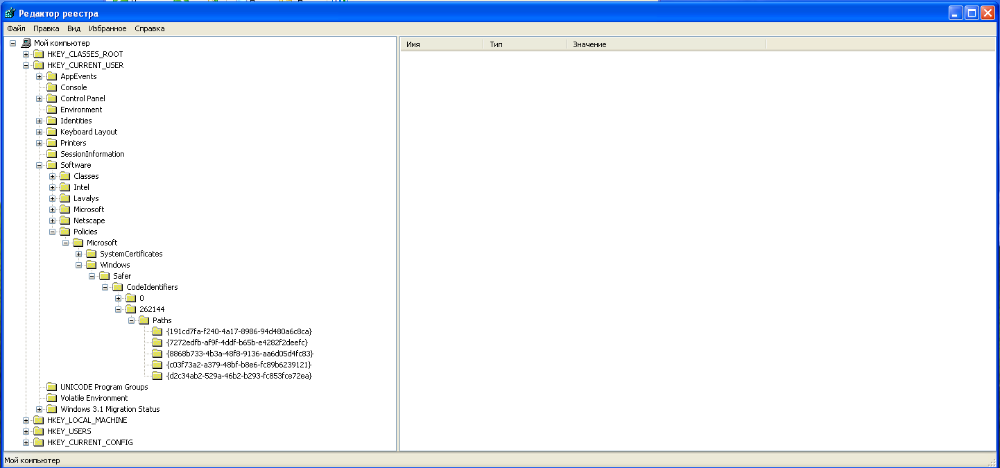 Редактор реестра
Файл Правка Вид Избранное Справка
Мой компьютер
HKEY_CLASSES_ROOT
HKEY_CURRENT_USER
AppEvents
Console
Control Panel
Environment
Identities
Keyboard Layout
Printers
SessionInformation
Software
Classes
Intel
Lavalys
Microsoft
Netscape
Policies
Microsoft
SystemCertificates
Windows
Safer
CodeIdentifiers
0
262144
Paths
{191cd7fa-f240-4a17-8986-94d480a6c8ca}
{7272edfb-af9f-4ddf-b65b-e4282f2deefc}
{8868b733-4b3a-48f8-9136-aa6d05d4fc83}
{c03f73a2-a379-48bf-b8e6-fc89b6239121}
{d2c34ab2-529a-46b2-b293-fc853fce72ea}
UNICODE Program Groups
Volatile Environment
Windows 3.1 Migration Status
HKEY_LOCAL_MACHINE
HKEY_USERS
HKEY_CURRENT_CONFIG
Имя Тип Значение
Мой компьютер